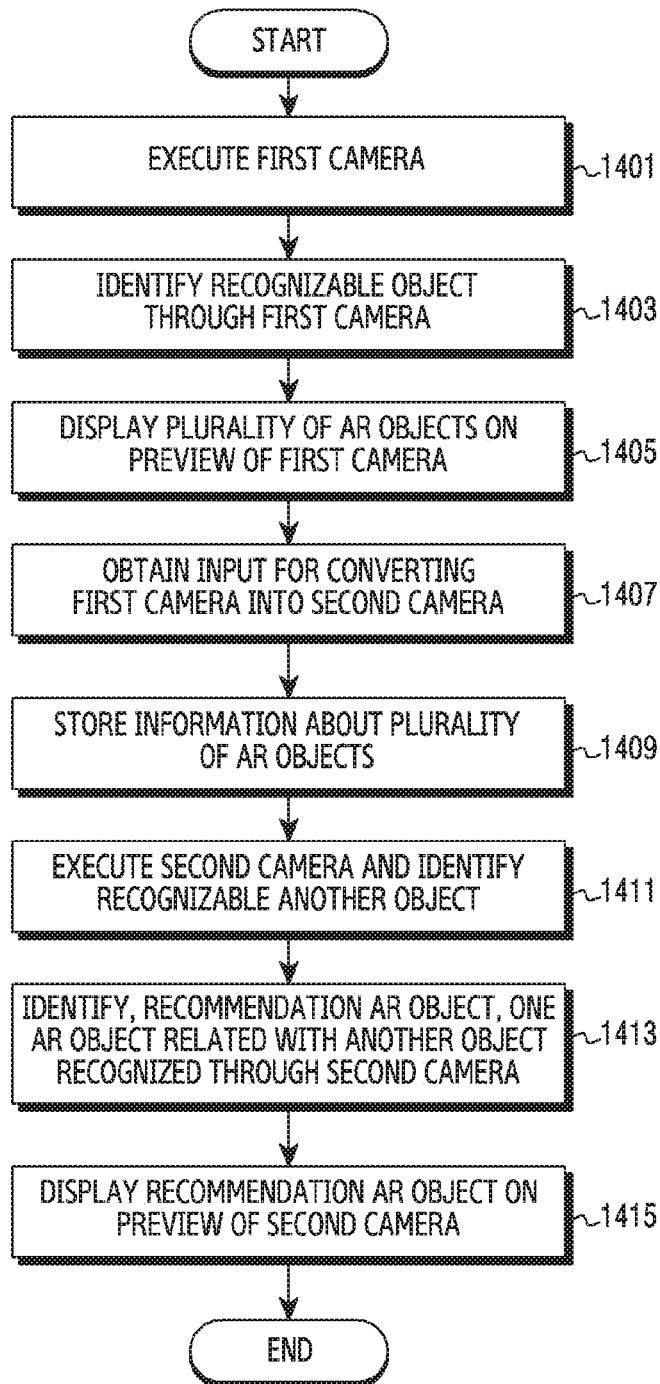 START
EXECUTE FIRST CAMERA
1401
IDENTIFY RECOGNIZABLE OBJECT
THROUGH FIRST CAMERA
1403
DISPLAY PLURALITY OF AR OBJECTS ON
PREVIEW OF FIRST CAMERA
1405
OBTAIN INPUT FOR CONVERTING
FIRST CAMERA INTO SECOND CAMERA
1407
STORE INFORMATION ABOUT PLURALITY
OF AR OBJECTS
1409
EXECUTE SECOND CAMERA AND IDENTIFY
RECOGNIZABLE ANOTHER OBJECT
1411
IDENTIFY, RECOMMENDATION AR OBJECT, ONE
AR OBJECT RELATED WITH ANOTHER OBJECT
RECOGNIZED THROUGH SECOND CAMERA
1413
DISPLAY RECOMMENDATION AR OBJECT ON
PREVIEW OF SECOND CAMERA
1415
END